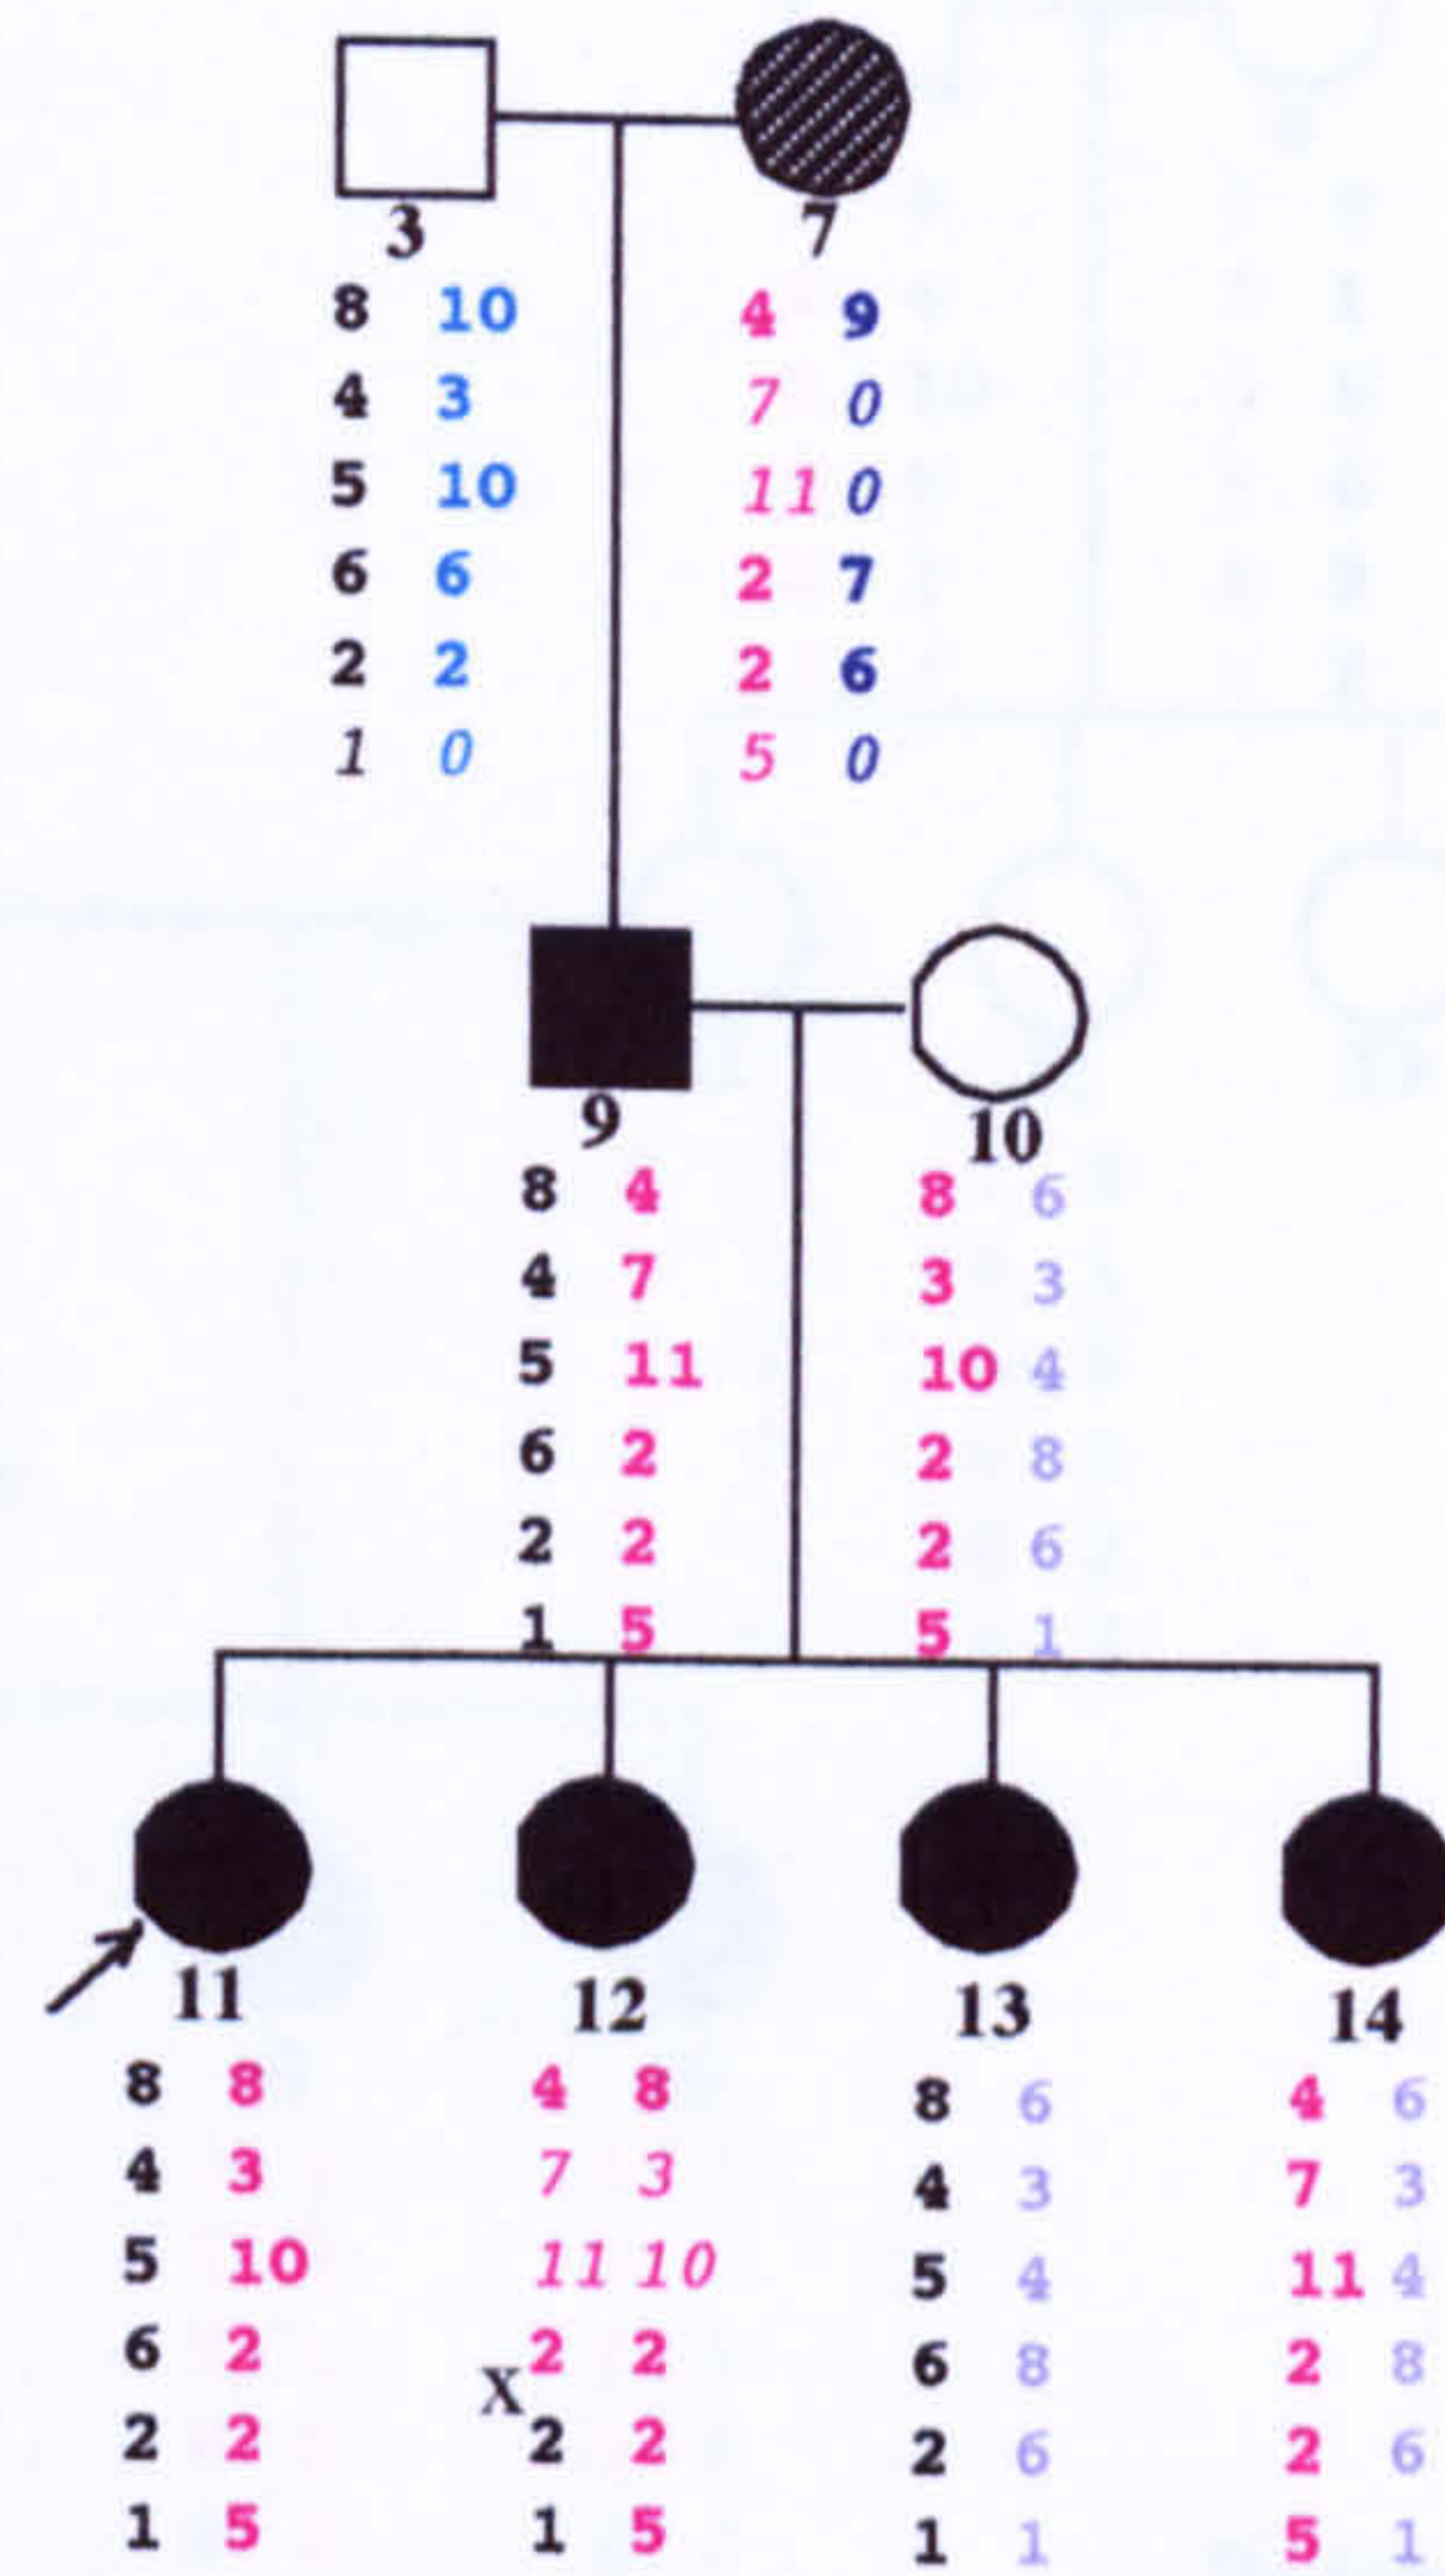 3 7
8 10 4 9
4 3 7 0
5 10 11 0
6 6 2 7
2 2 2 6
1 0 5 0
9 10
8 4 8 6
4 7 3 3
5 11 10 4
6 2 2 8
2 2 2 6
1 5 5 1
11 12 13 14
8 8 4 8 8 6 4 6
4 3 7 3 4 3 7 3
5 10 11 10 5 4 11 4
6 2 2 2 6 8 2 8
X
2 2 2 2 2 6 2 6
1 5 1 5 1 1 5 1